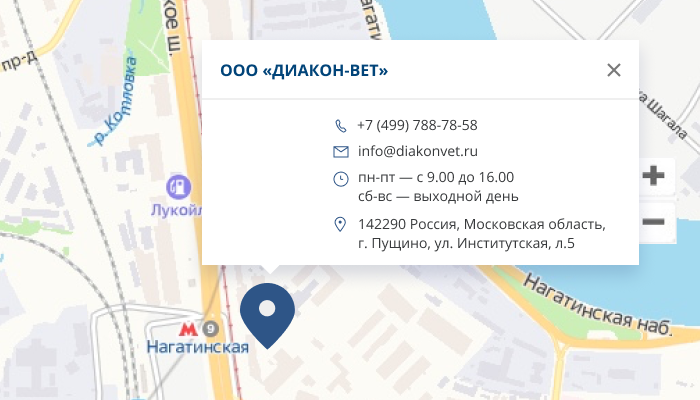 кое ш.
Нагатин
пр-д
р. Котловка
ООО «ДИАКОН-ВЕТ»
Шагала
+7 (499) 788-78-58
info@diakonvet.ru
пн-пт — с 9.00 до 16.00
сб-вс — выходной день
Лукойл
142290 Россия, Московская область,
г. Пущино, ул. Институтская, л.5
Нагатинская наб.
М 9
Нагатинская